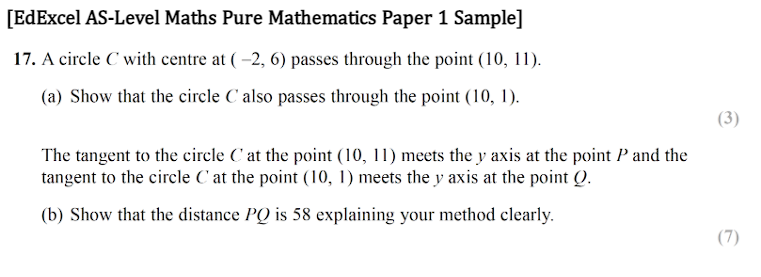 [EdExcel AS-Level Maths Pure Mathematics Paper 1 Sample]
17. A circle C with centre at ( –2, 6) passes through the point (10, 11).
(a) Show that the circle C also passes through the point (10, 1).
(3)
The tangent to the circle C at the point (10, 11) meets the y axis at the point P and the
tangent to the circle C at the point (10, 1) meets the y axis at the point Q.
(b) Show that the distance PQ is 58 explaining your method clearly.
(7)